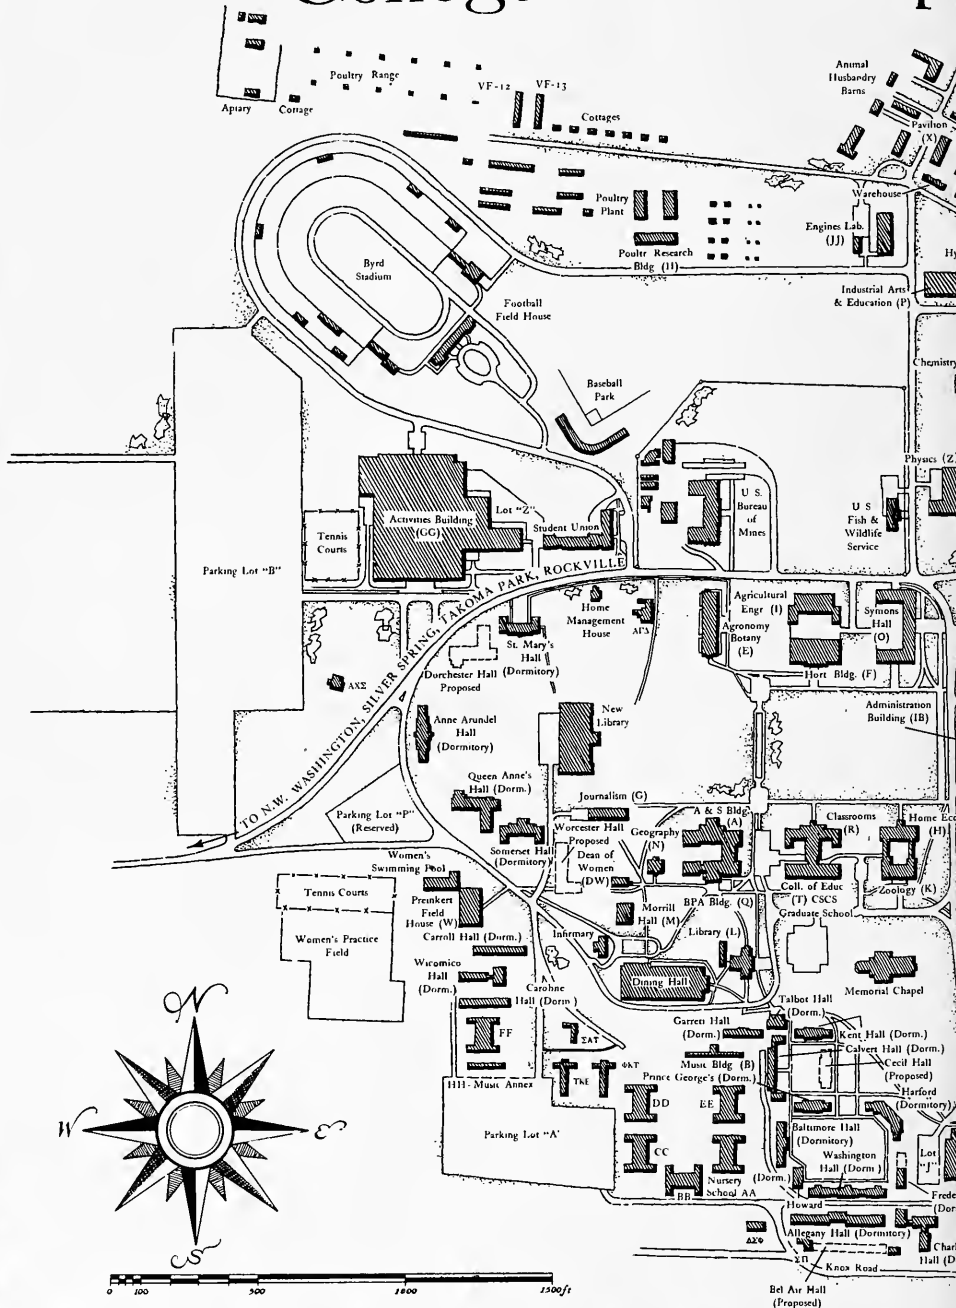 College
Poultry Range
Apiary
Cottage
VF-12
VF-13
Cottages
Animal
Husbandry
Barns
Pavilion
(X)
Warehouse
Poultry
Plant
Engines Lab.
(JJ)
Poultr Research
Bldg (II)
Hy
Industrial Arts
& Education (P)
Byrd
Stadium
Football
Field House
Chemistry
Baseball
Park
Physics (Z)
Activities Building
(GG)
Lot "Z"
Student Union
Tennis
Courts
U S.
Bureau
of
Mines
U S
Fish &
Wildlife
Service
Parking Lot "B"
TO N.W. WASHINGTON, SILVER SPRING, TAKOMA PARK, ROCKVILLE
Home
Management
House
ΑΓΔ
Agricultural
Engr (I)
Agronomy
Botany
(E)
Symons
Hall
(O)
Hort Bldg. (F)
St. Mary's
Hall
(Dormitory)
Dorchester Hall
Proposed
ΑΧΣ
Anne Arundel
Hall
(Dormitory)
New
Library
Administration
Building (IB)
Queen Anne's
Hall (Dorm.)
Journalism (G)
Parking Lot "P"
(Reserved)
Somerset Hall
(Dormitory)
Worcester Hall
Proposed
Geography
(N)
A & S Bldg.
(A)
Classrooms
(R)
Home Eco
(H)
Dean of
Women
(DW)
Women's
Swimming Pool
Tennis Courts
Preinkert
Field
House (W)
Morrill
Hall (M)
BPA Bldg. (Q)
Coll. of Educ
(T) CSCS
Graduate School
Zoology (K)
Women's Practice
Field
Carroll Hall (Dorm.)
Infirmary
Library (L)
Wicomico
Hall
(Dorm.)
Caroline
Hall (Dorm)
Dining Hall
Memorial Chapel
Talbot Hall
(Dorm.)
Garrett Hall
(Dorm.)
Kent Hall (Dorm.)
Calvert Hall (Dorm.)
FF
ΣΑΤ
Music Bldg (B)
Cecil Hall
(Proposed)
HH - Music Annex
ΤΚΕ
ΦΚΤ
Prince George's (Dorm.)
Harford
(Dormitory)
DD
EE
Parking Lot "A"
Baltimore Hall
(Dormitory)
CC
Washington
Hall (Dorm)
Lot
"J"
BB
Nursery
School AA
(Dorm.)
Howard
Frede
(Dor
Allegany Hall (Dormitory)
ΔΣΦ
ΣΠ
Charl
Hall (D
Knox Road
Bel Air Hall
(Proposed)
N
W
E
S
0 100 500 1000 1500ft